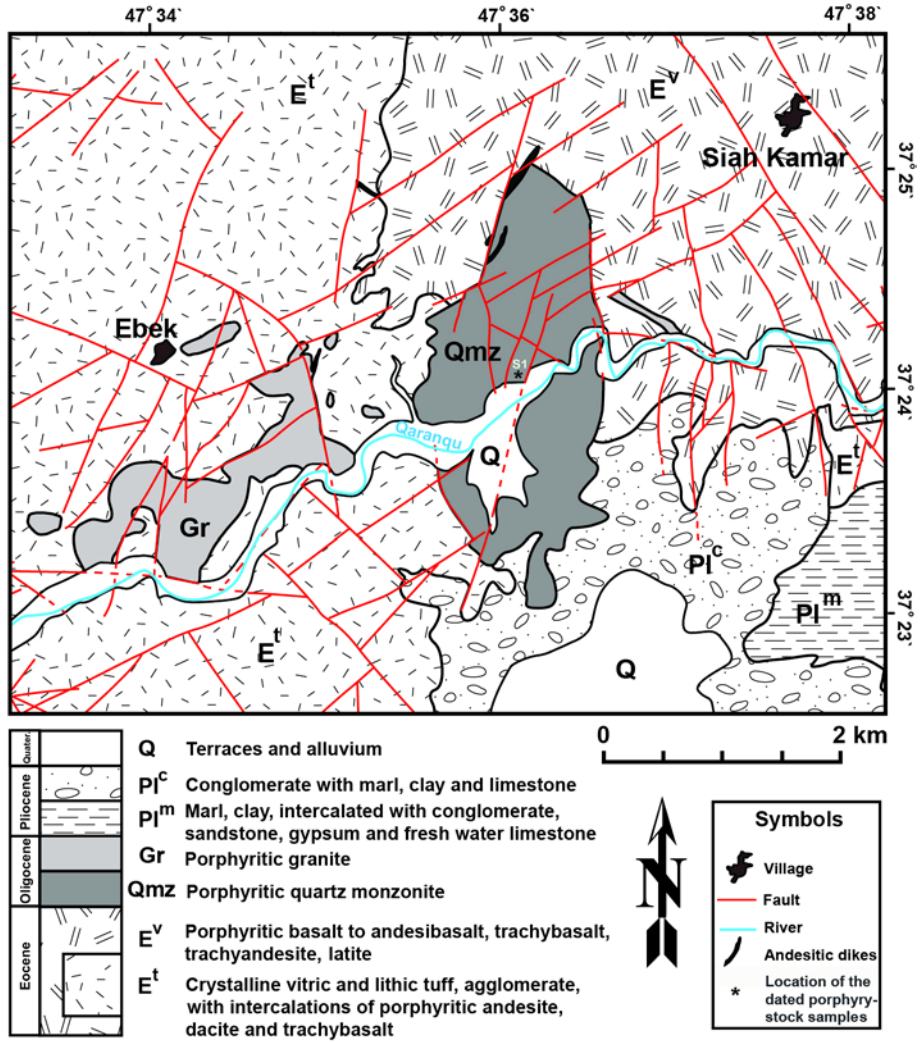 47°34´
47°36´
47°38´
E^t
E^v
Siah Kamar
37°25
Ebek
Qmz
S1
*
37°24
Qaranqu
Q
E^t
Gr
Pl^c
Pl^m
37°23
E^t
Q
Quater.
Q Terraces and alluvium
Pliocene
Pl^c Conglomerate with marl, clay and limestone
Pl^m Marl, clay, intercalated with conglomerate,
sandstone, gypsum and fresh water limestone
Oligocene
Gr Porphyritic granite
Qmz Porphyritic quartz monzonite
Eocene
E^v Porphyritic basalt to andesibasalt, trachybasalt,
trachyandesite, latite
E^t Crystalline vitric and lithic tuff, agglomerate,
with intercalations of porphyritic andesite,
dacite and trachybasalt
0 2 km
N
Symbols
Village
Fault
River
Andesitic dikes
* Location of the
dated porphyry-
stock samples